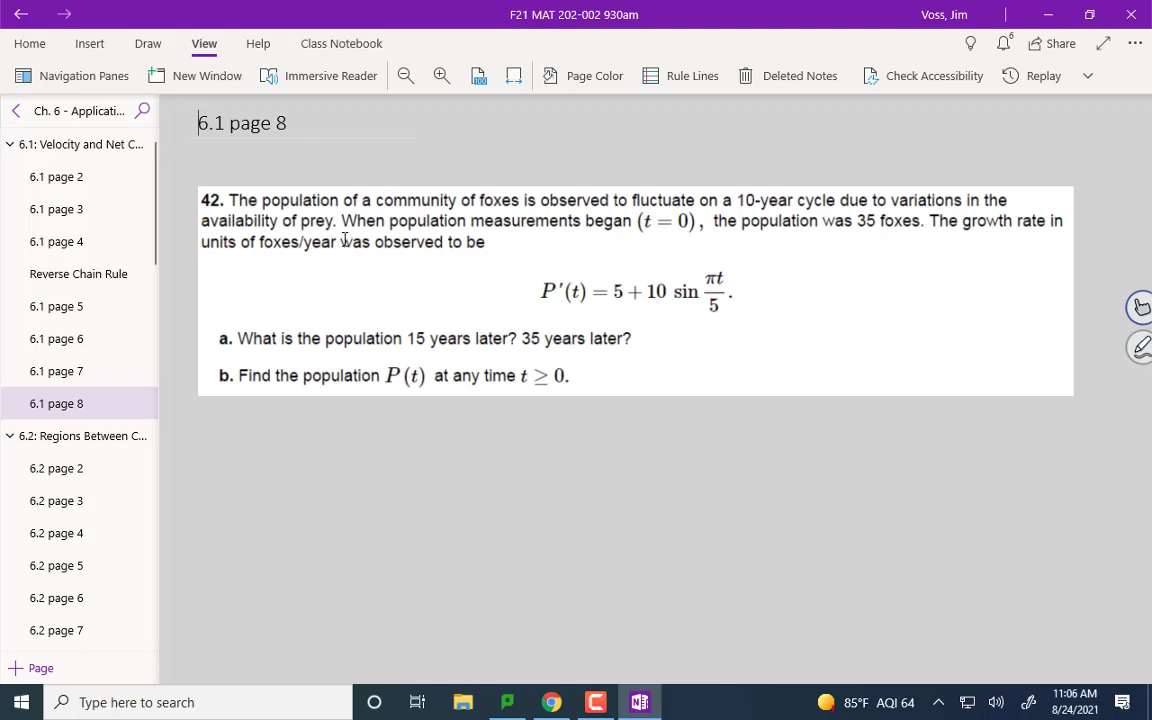 F21 MAT 202-002 930am
Voss, Jim
Home Insert Draw View Help Class Notebook
6
Share
Navigation Panes New Window Immersive Reader Page Color Rule Lines Deleted Notes Check Accessibility Replay
Ch. 6 - Applicati...
6.1: Velocity and Net C...
6.1 page 2
6.1 page 3
6.1 page 4
Reverse Chain Rule
6.1 page 5
6.1 page 6
6.1 page 7
6.1 page 8
6.2: Regions Between C...
6.2 page 2
6.2 page 3
6.2 page 4
6.2 page 5
6.2 page 6
6.2 page 7
Page
6.1 page 8
42. The population of a community of foxes is observed to fluctuate on a 10-year cycle due to variations in the
availability of prey. When population measurements began (t = 0), the population was 35 foxes. The growth rate in
units of foxes/year was observed to be
P'(t) = 5 + 10 sin πt/5.
a. What is the population 15 years later? 35 years later?
b. Find the population P(t) at any time t ≥ 0.
Type here to search
85°F AQI 64
11:06 AM
8/24/2021